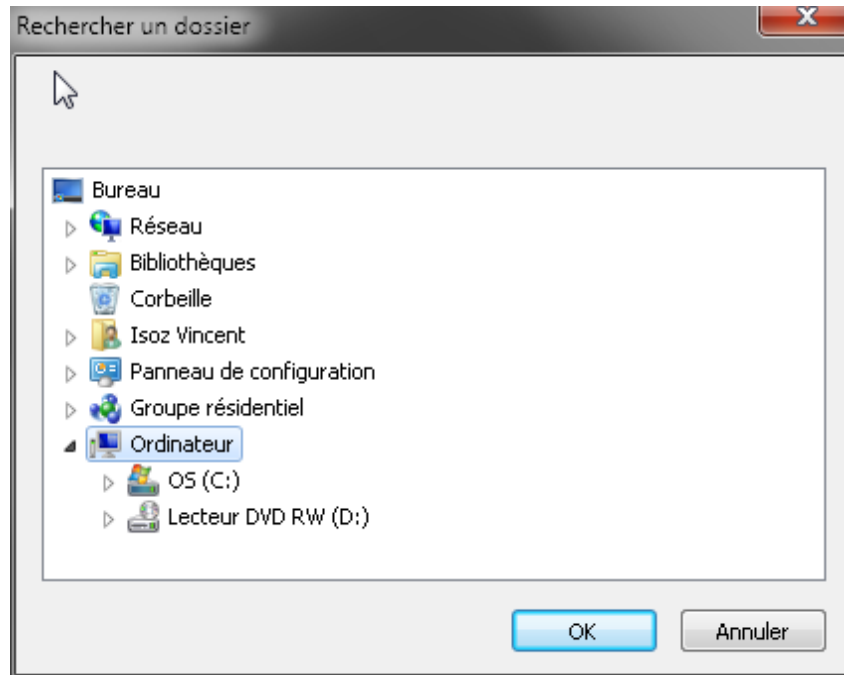 Rechercher un dossier
Bureau
Réseau
Bibliothèques
Corbeille
Isoz Vincent
Panneau de configuration
Groupe résidentiel
Ordinateur
OS (C:)
Lecteur DVD RW (D:)
OK Annuler